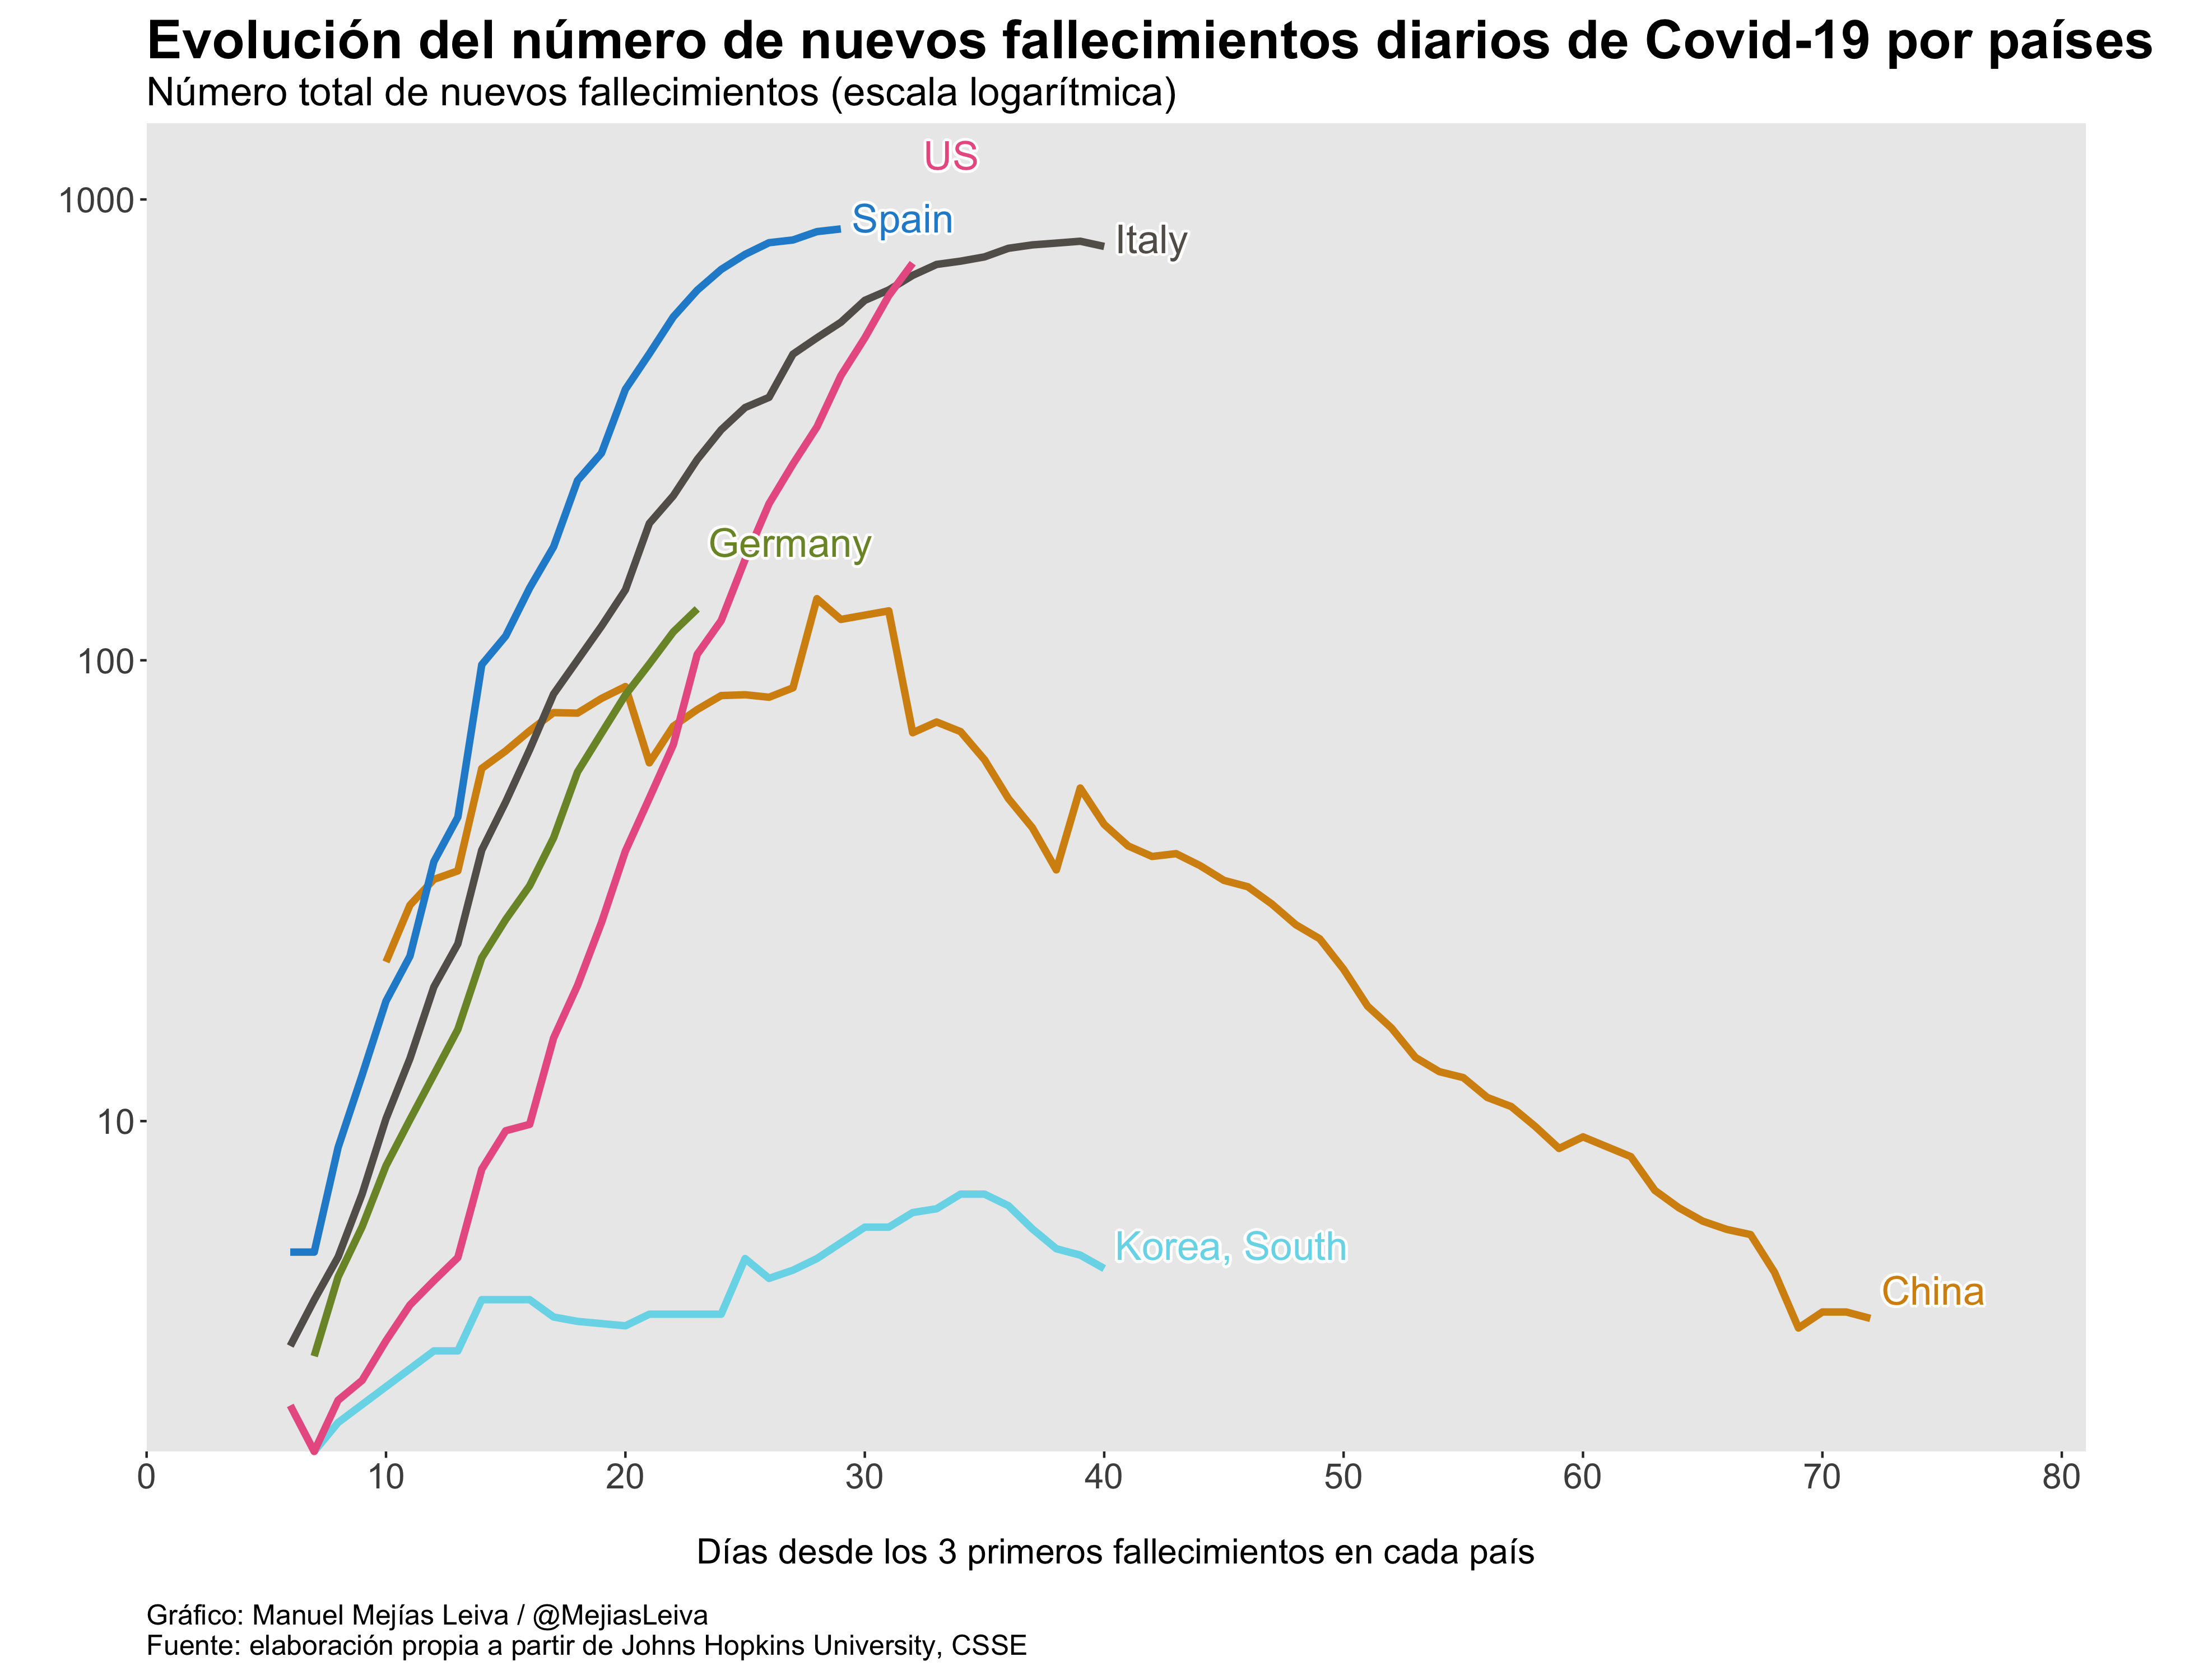 Evolución del número de nuevos fallecimientos diarios de Covid-19 por países
Número total de nuevos fallecimientos (escala logarítmica)
US
1000
Spain
Italy
Germany
100
10
Korea, South
China
0 10 20 30 40 50 60 70 80
Días desde los 3 primeros fallecimientos en cada país
Gráfico: Manuel Mejías Leiva / @MejiasLeiva
Fuente: elaboración propia a partir de Johns Hopkins University, CSSE